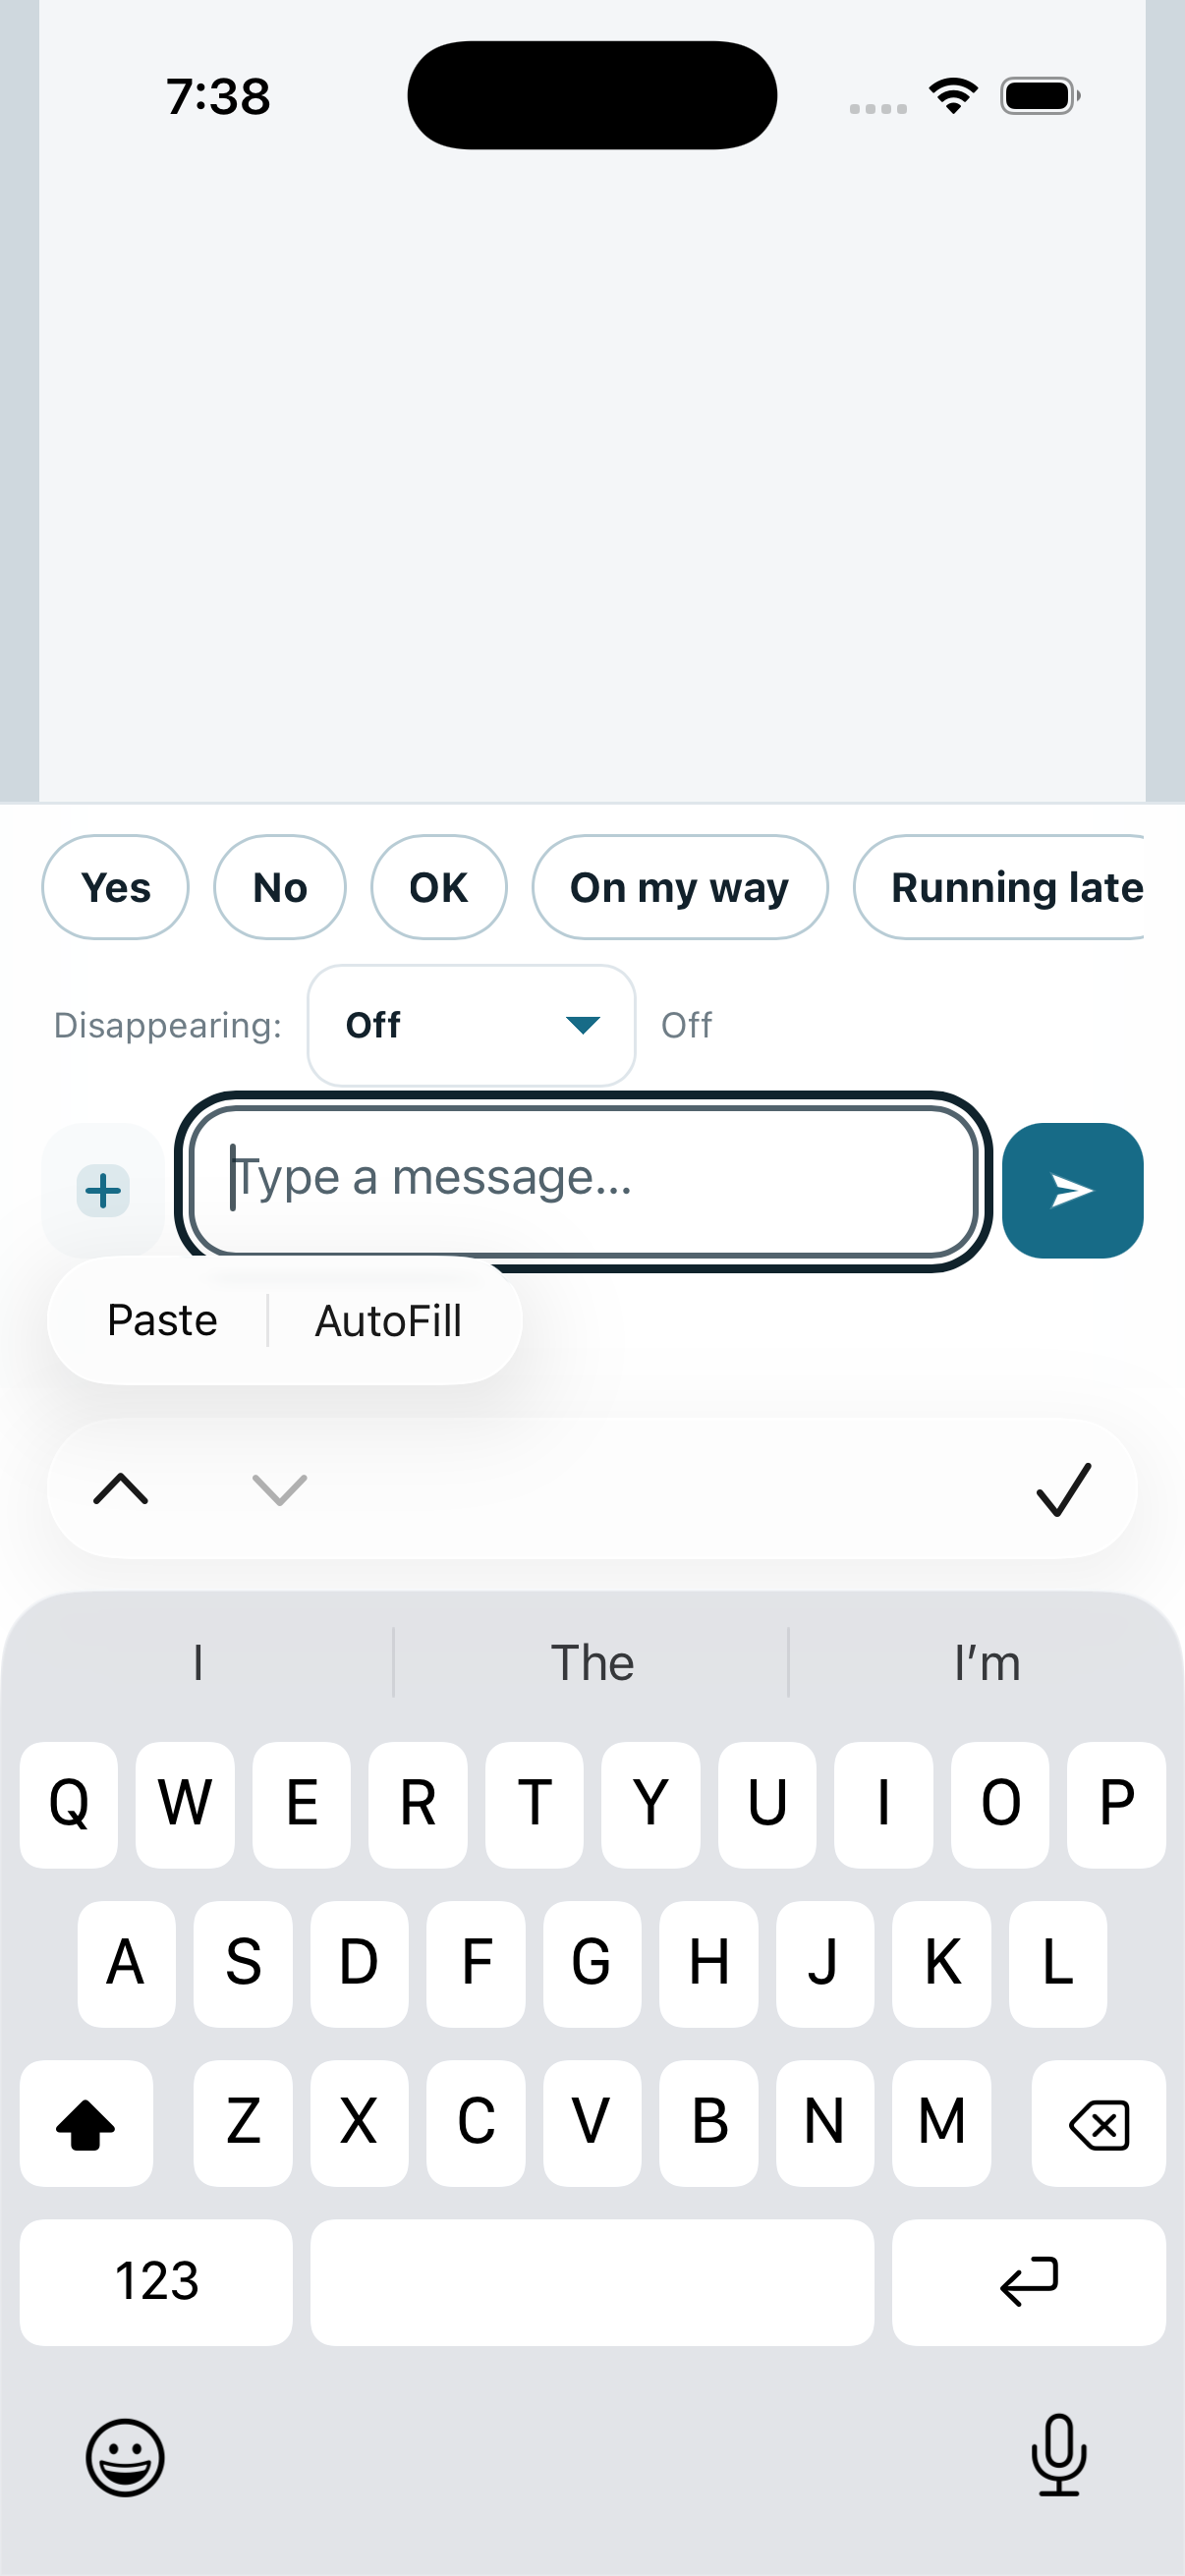 7:38
Yes No OK On my way Running late
Disappearing: Off Off
Type a message...
Paste AutoFill
I The I’m
Q W E R T Y U I O P
A S D F G H J K L
Z X C V B N M
123